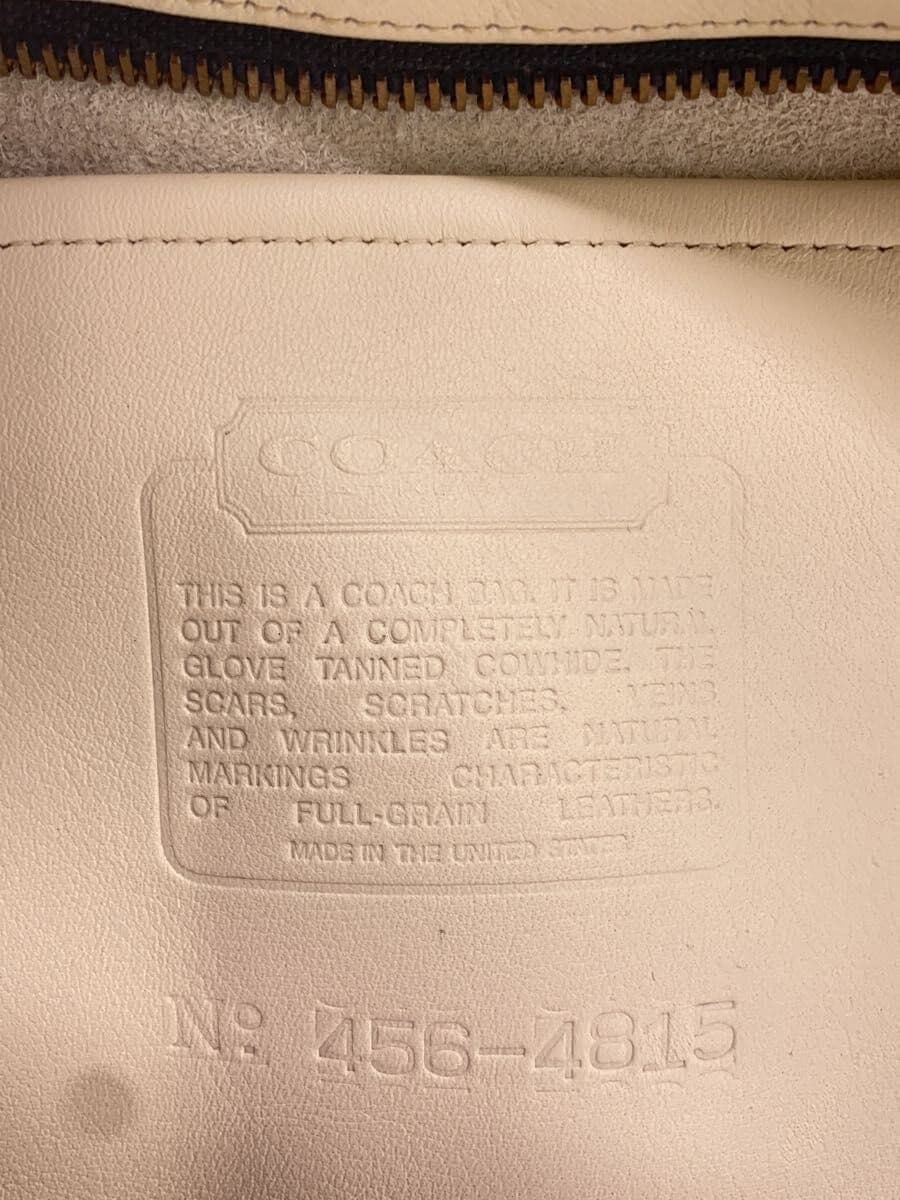 COACH
THIS IS A COACH BAG. IT IS MADE
OUT OF A COMPLETELY NATURAL
GLOVE TANNED COWHIDE. THE
SCARS, SCRATCHES, VEINS
AND WRINKLES ARE NATURAL
MARKINGS CHARACTERISTIC
OF FULL-GRAIN LEATHERS.
MADE IN THE UNITED STATES
No: 456-4815